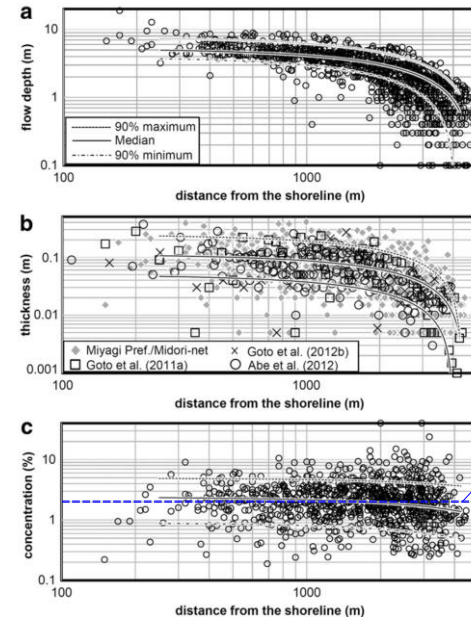 a
10
1
0.1
flow depth (m)
90% maximum
Median
90% minimum
100
1000
distance from the shoreline (m)
b
0.1
0.01
0.001
thickness (m)
Miyagi Pref./Midori-net
Goto et al. (2012b)
Goto et al. (2011a)
Abe et al. (2012)
100
1000
distance from the shoreline (m)
c
10
1
0.1
concentration (%)
100
1000
distance from the shoreline (m)